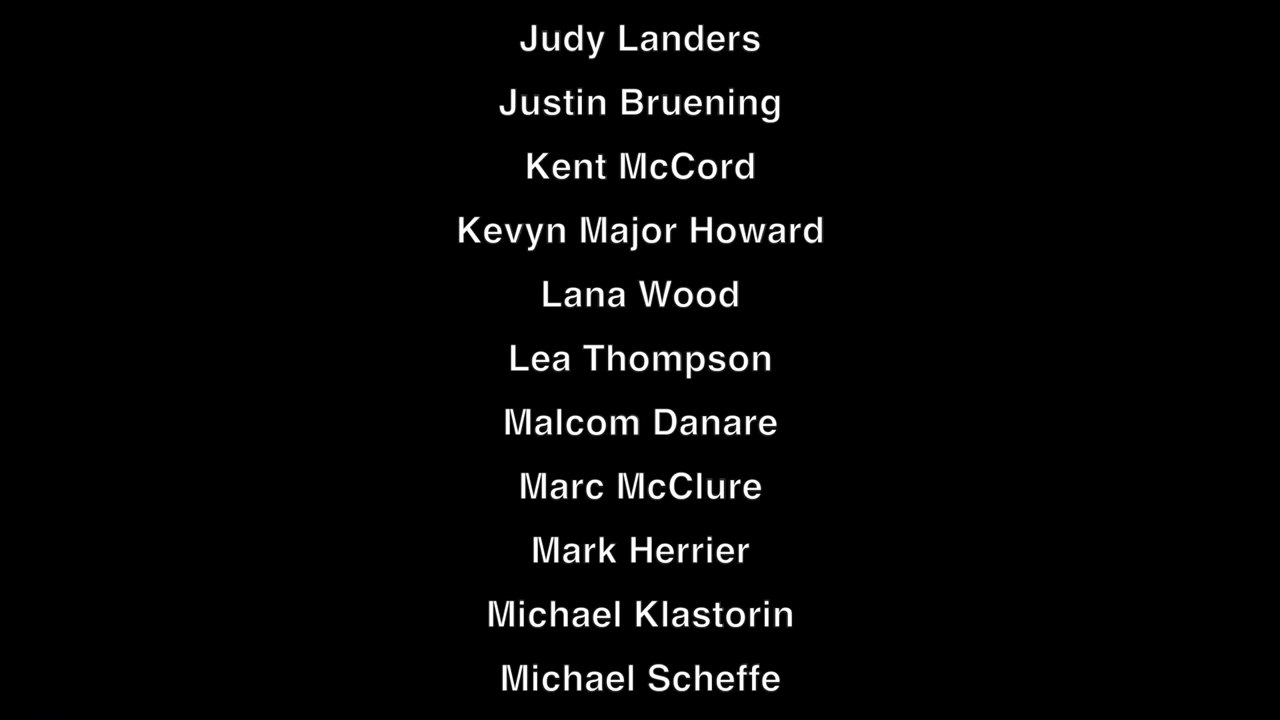 Judy Landers
Justin Bruening
Kent McCord
Kevyn Major Howard
Lana Wood
Lea Thompson
Malcom Danare
Marc McClure
Mark Herrier
Michael Klastorin
Michael Scheffe